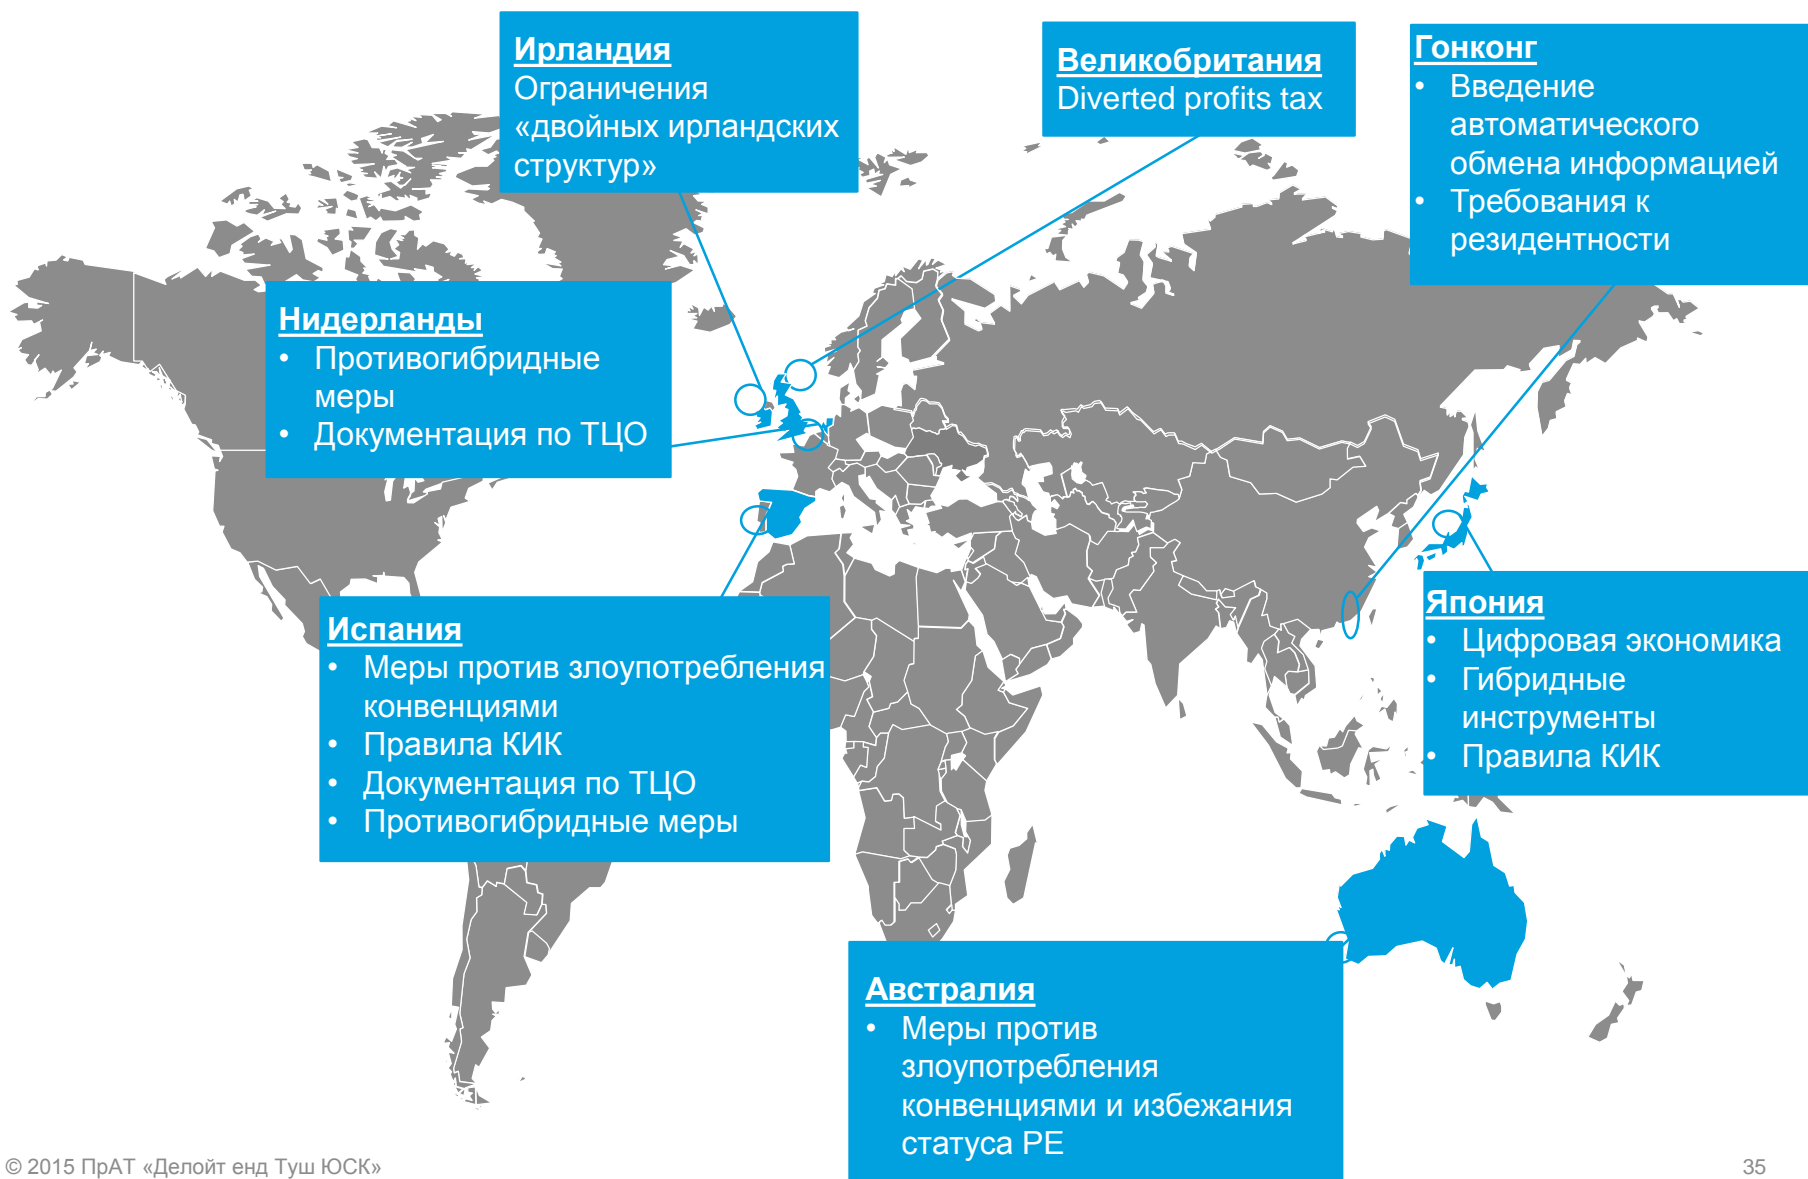 Ирландия
Ограничения
«двойных ирландских
структур»
Великобритания
Diverted profits tax
Гонконг
• Введение
автоматического
обмена информацией
• Требования к
резидентности
Нидерланды
• Противогибридные
меры
• Документация по ТЦО
Испания
• Меры против злоупотребления
конвенциями
• Правила КИК
• Документация по ТЦО
• Противогибридные меры
Япония
• Цифровая экономика
• Гибридные
инструменты
• Правила КИК
Австралия
• Меры против
злоупотребления
конвенциями и избежания
статуса PE
© 2015 ПрАТ «Делойт енд Туш ЮСК»
35